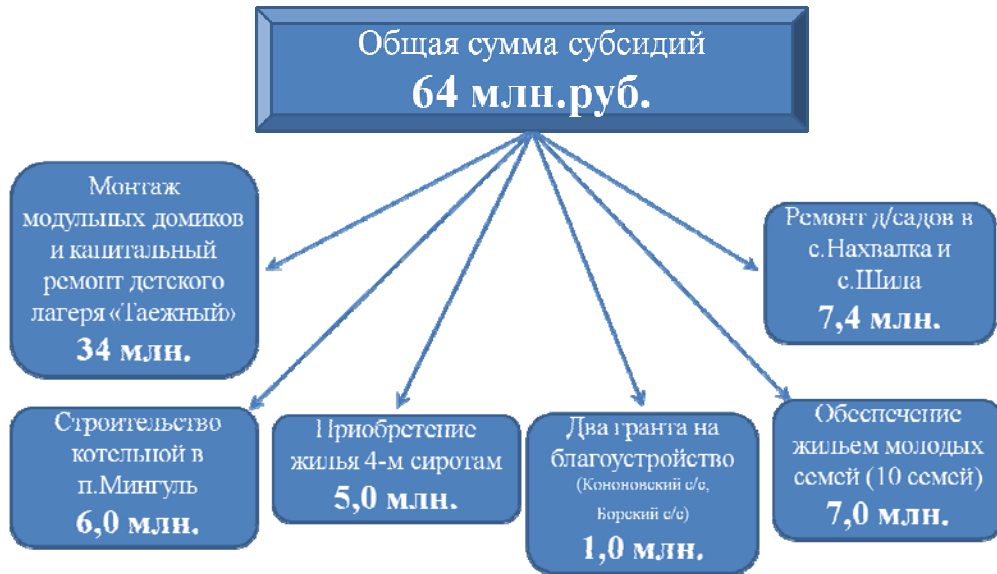 Общая сумма субсидий
64 млн.руб.
Монтаж
модульных домиков
и капитальный
ремонт детского
лагеря «Таежный»
34 млн.
Ремонт д/садов в
с.Нахвалка и
с.Шила
7,4 млн.
Строительство
котельной в
п.Мингуль
6,0 млн.
Приобретение
жилья 4-м сиротам
5,0 млн.
Два гранта на
благоустройство
(Кононовский с/с,
Борский с/с)
1,0 млн.
Обеспечение
жильем молодых
семей (10 семей)
7,0 млн.